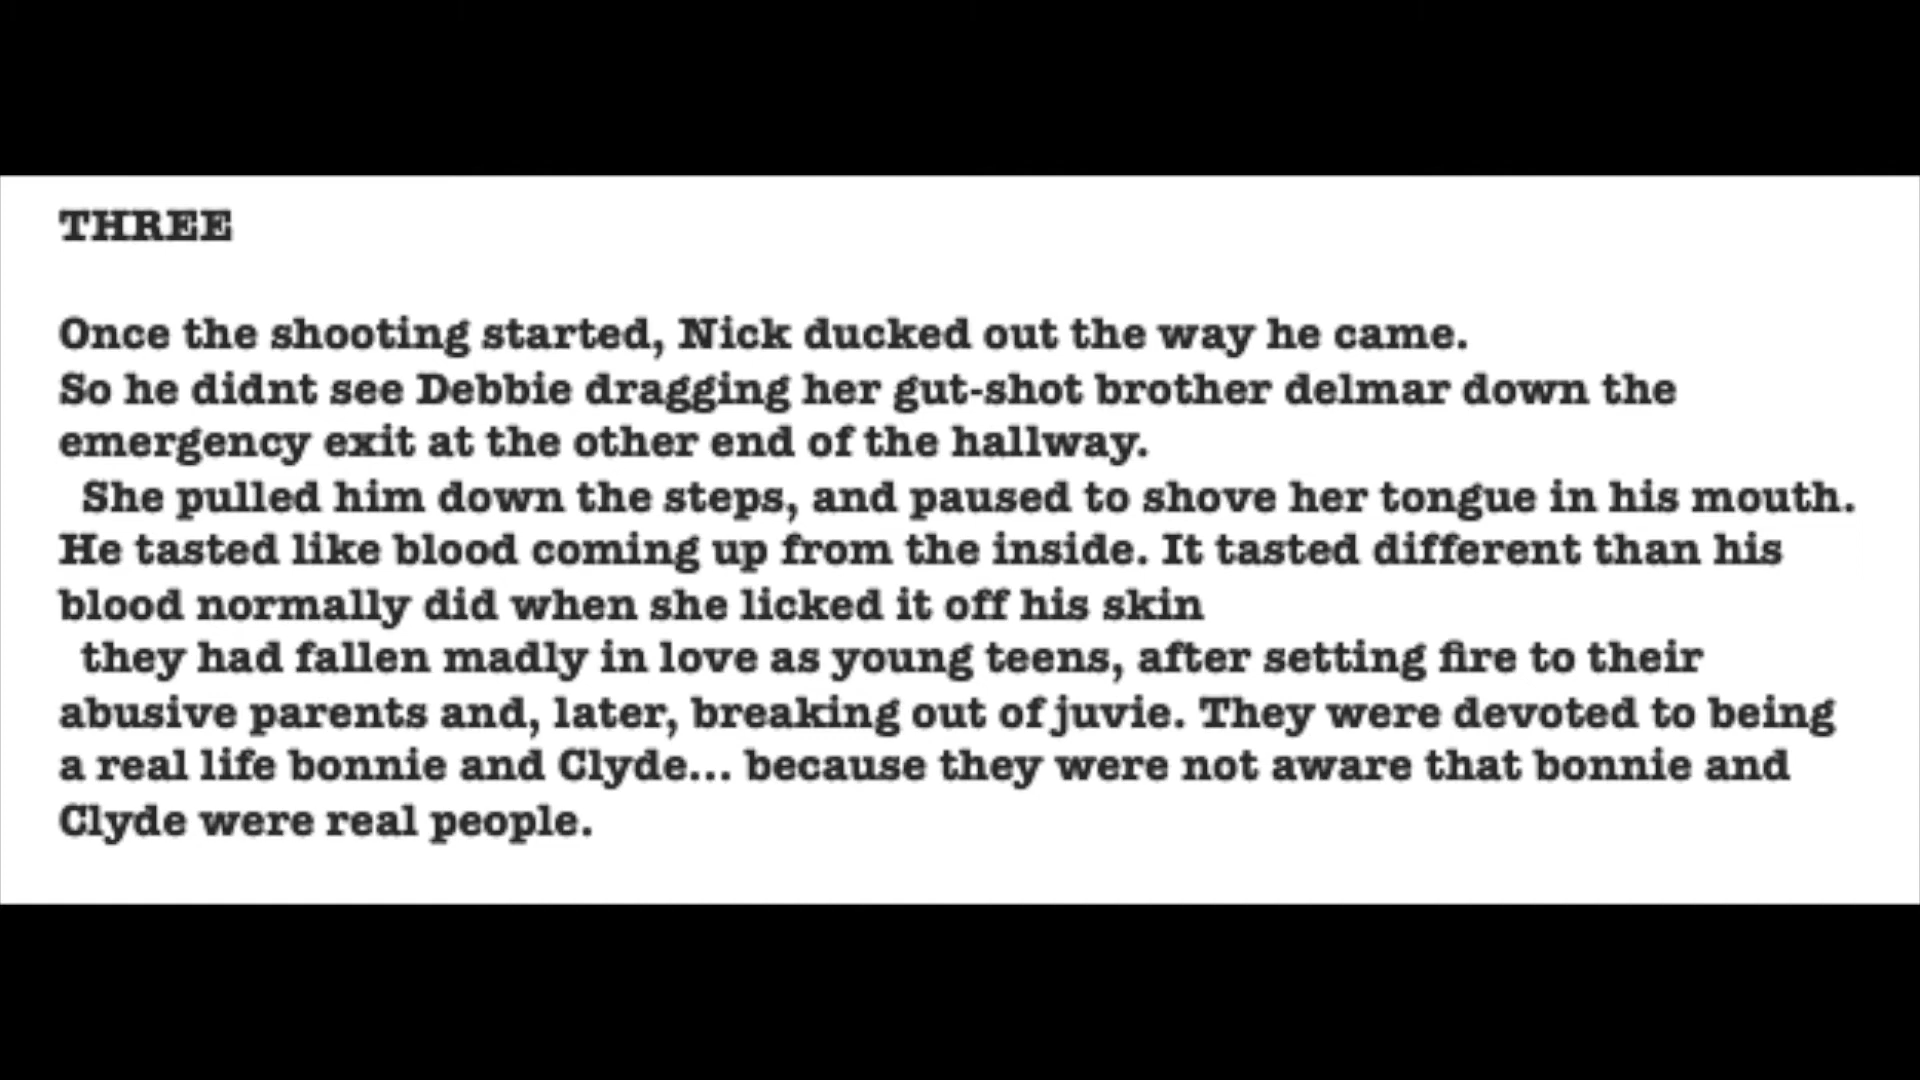 THREE
Once the shooting started, Nick ducked out the way he came.
So he didnt see Debbie dragging her gut-shot brother delmar down the
emergency exit at the other end of the hallway.
She pulled him down the steps, and paused to shove her tongue in his mouth.
He tasted like blood coming up from the inside. It tasted different than his
blood normally did when she licked it off his skin
they had fallen madly in love as young teens, after setting fire to their
abusive parents and, later, breaking out of juvie. They were devoted to being
a real life bonnie and Clyde... because they were not aware that bonnie and
Clyde were real people.